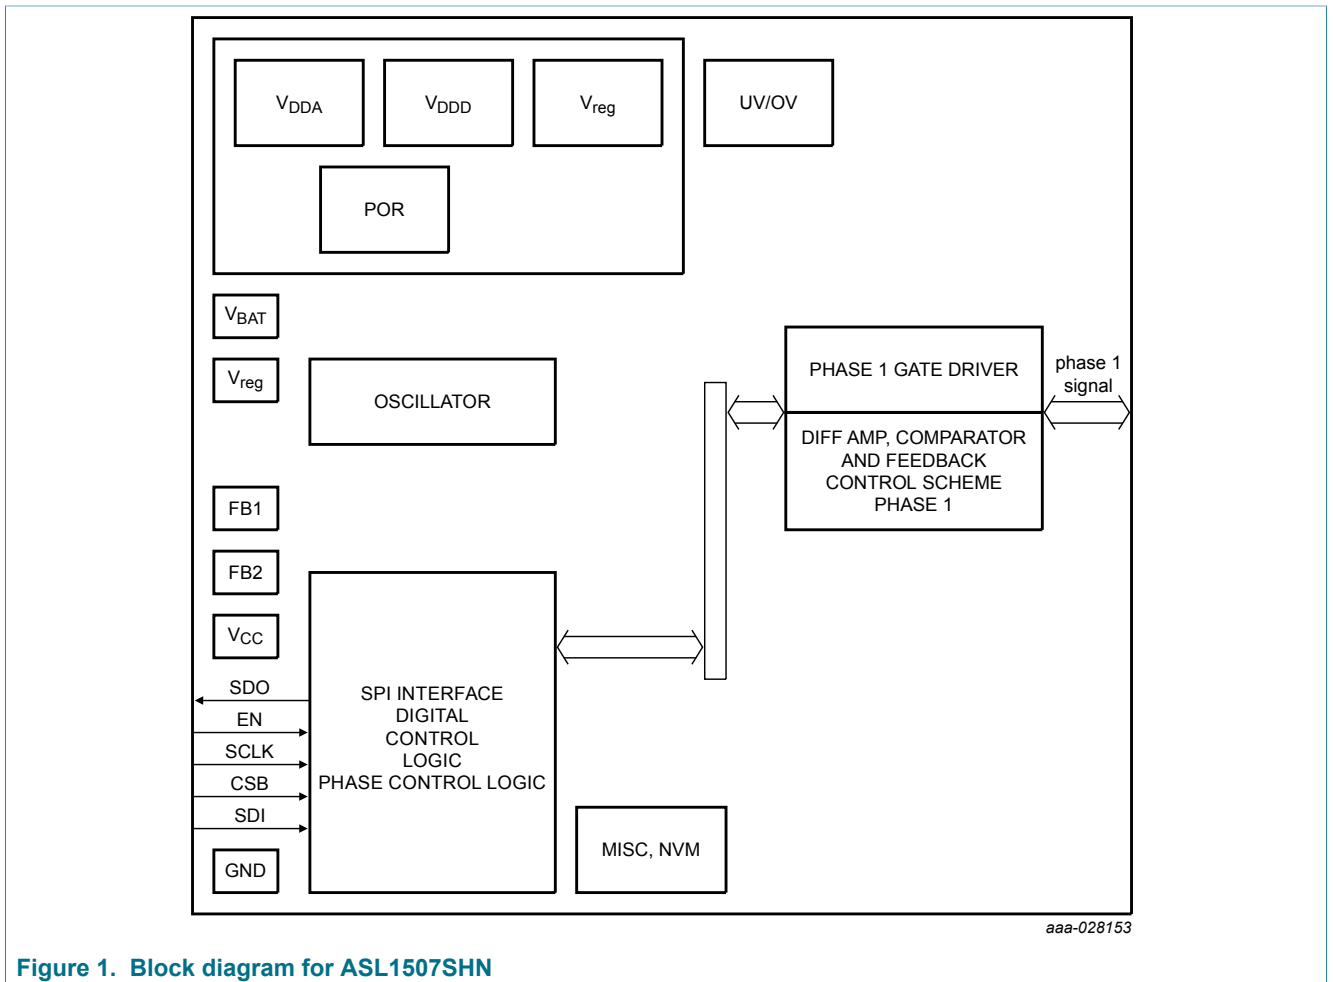 VDDA
VDDD
Vreg
UV/OV
POR
VBAT
Vreg
OSCILLATOR
PHASE 1 GATE DRIVER
phase 1
signal
DIFF AMP, COMPARATOR
AND FEEDBACK
CONTROL SCHEME
PHASE 1
FB1
FB2
VCC
SDO
EN
SCLK
CSB
SDI
GND
SPI INTERFACE
DIGITAL
CONTROL
LOGIC
PHASE CONTROL LOGIC
MISC, NVM
aaa-028153
Figure 1. Block diagram for ASL1507SHN